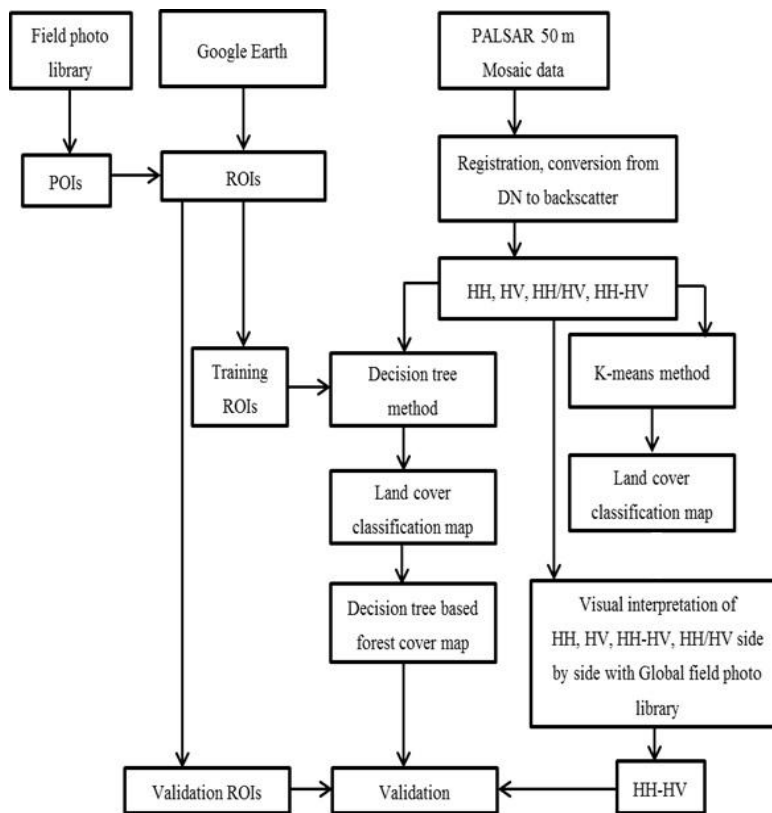 Field photo
library
Google Earth
PALSAR 50 m
Mosaic data
POIs
ROIs
Registration, conversion from
DN to backscatter
HH, HV, HH/HV, HH-HV
Training
ROIs
Decision tree
method
K-means method
Land cover
classification map
Land cover
classification map
Decision tree based
forest cover map
Visual interpretation of
HH, HV, HH-HV, HH/HV side
by side with Global field photo
library
Validation ROIs
Validation
HH-HV